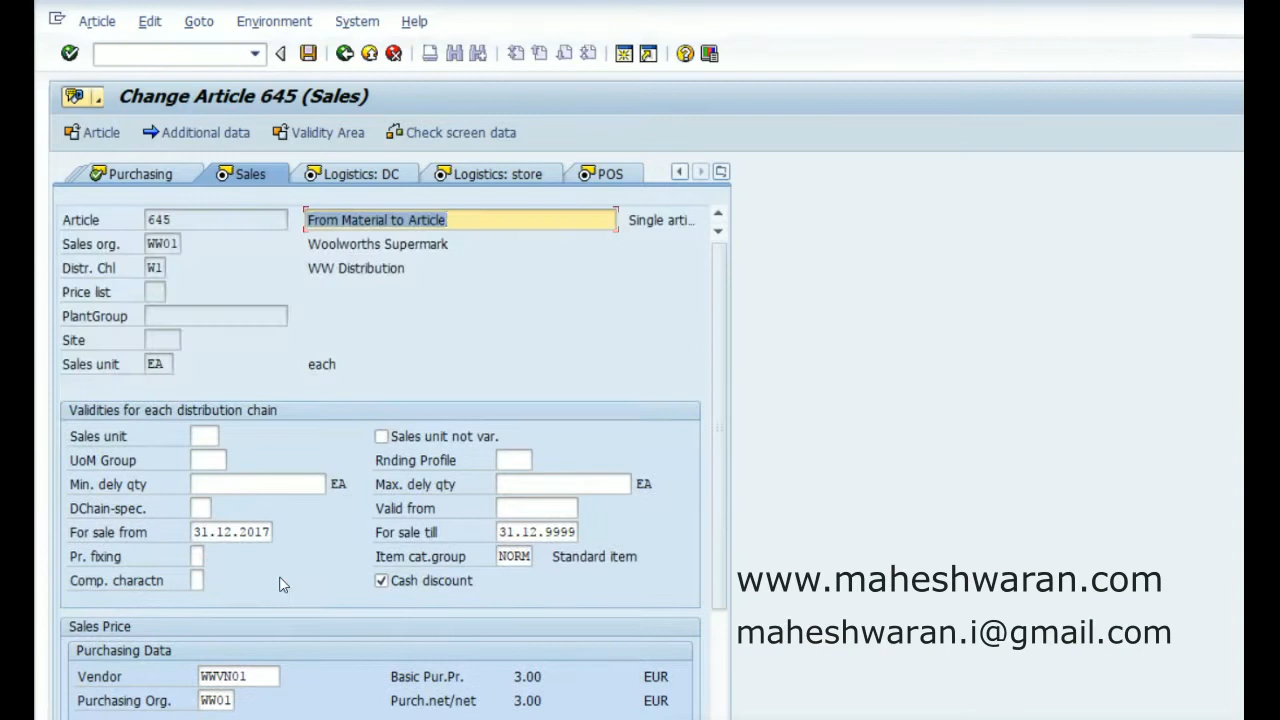 Article Edit Goto Environment System Help
Change Article 645 (Sales)
Article Additional data Validity Area Check screen data
Purchasing Sales Logistics: DC Logistics: store POS
Article 645 From Material to Article Single arti...
Sales org. WW01 Woolworths Supermark
Distr. Chl W1 WW Distribution
Price list
PlantGroup
Site
Sales unit EA each
Validities for each distribution chain
Sales unit Sales unit not var.
UoM Group Rnding Profile
Min. dely qty EA Max. dely qty EA
DChain-spec. Valid from
For sale from 31.12.2017 For sale till 31.12.9999
Pr. fixing Item cat.group NORM Standard item
Comp. charactn Cash discount
www.maheshwaran.com
maheshwaran.i@gmail.com
Sales Price
Purchasing Data
Vendor WWVN01 Basic Pur.Pr. 3.00 EUR
Purchasing Org. WW01 Purch.net/net 3.00 EUR